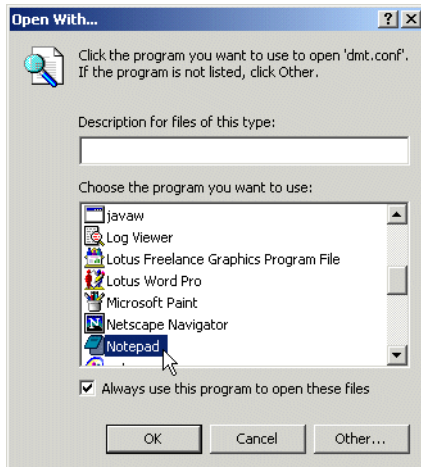 Open With...
Click the program you want to use to open 'dmt.conf'.
If the program is not listed, click Other.
Description for files of this type:
Choose the program you want to use:
javaw
Log Viewer
Lotus Freelance Graphics Program File
Lotus Word Pro
Microsoft Paint
Netscape Navigator
Notepad
Always use this program to open these files
OK
Cancel
Other...